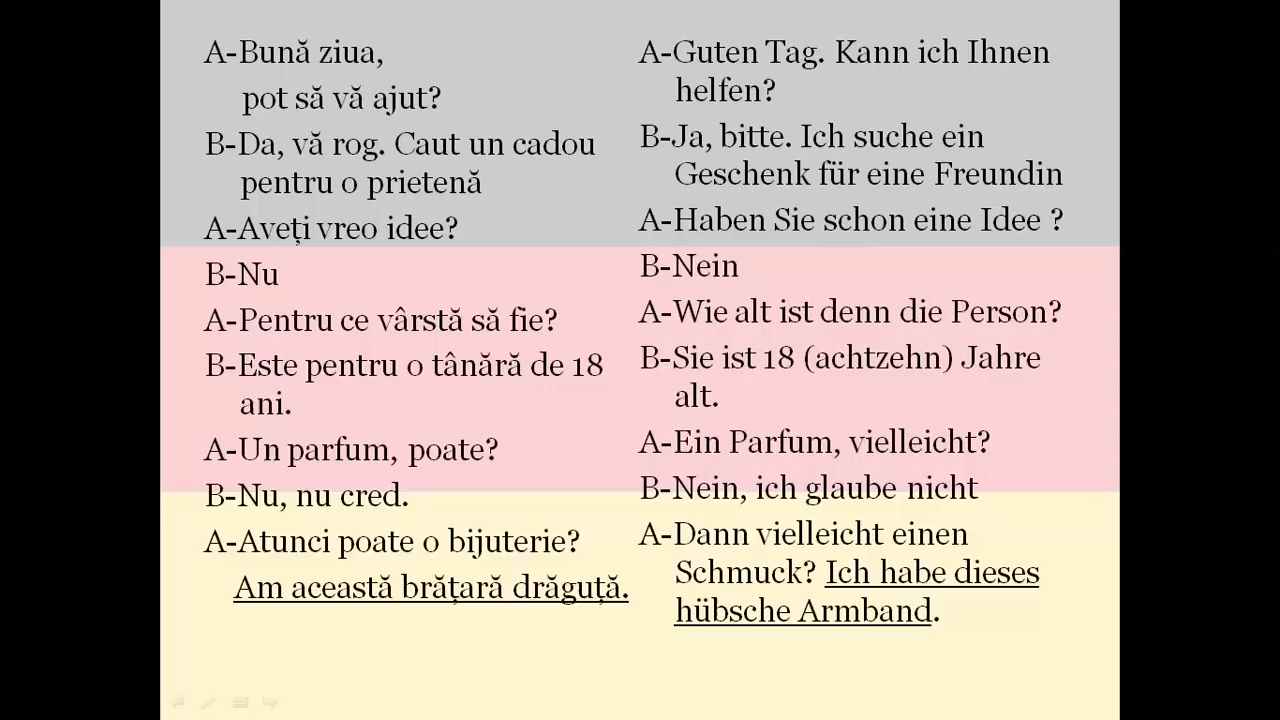 A-Bună ziua,
pot să vă ajut?
B-Da, vă rog. Caut un cadou
pentru o prietenă
A-Aveți vreo idee?
B-Nu
A-Pentru ce vârstă să fie?
B-Este pentru o tânără de 18
ani.
A-Un parfum, poate?
B-Nu, nu cred.
A-Atunci poate o bijuterie?
Am această brățară drăguță.
A-Guten Tag. Kann ich Ihnen
helfen?
B-Ja, bitte. Ich suche ein
Geschenk für eine Freundin
A-Haben Sie schon eine Idee ?
B-Nein
A-Wie alt ist denn die Person?
B-Sie ist 18 (achtzehn) Jahre
alt.
A-Ein Parfum, vielleicht?
B-Nein, ich glaube nicht
A-Dann vielleicht einen
Schmuck? Ich habe dieses
hübsche Armband.